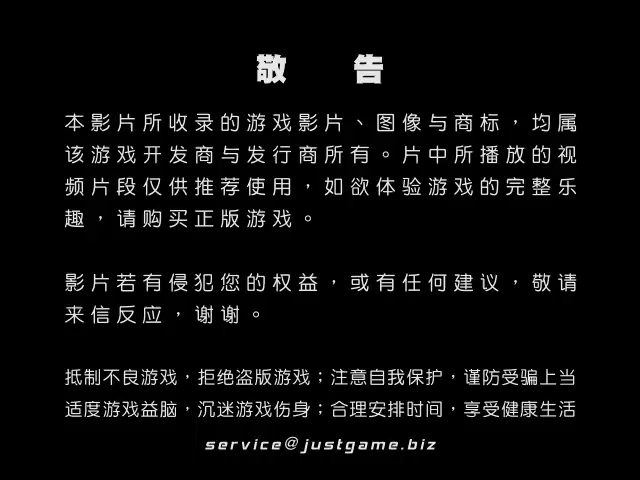 敬 告
本影片所收录的游戏影片、图像与商标，均属
该游戏开发商与发行商所有。片中所播放的视
频片段仅供推荐使用，如欲体验游戏的完整乐
趣，请购买正版游戏。
影片若有侵犯您的权益，或有任何建议，敬请
来信反应，谢谢。
抵制不良游戏，拒绝盗版游戏；注意自我保护，谨防受骗上当
适度游戏益脑，沉迷游戏伤身；合理安排时间，享受健康生活
service@justgame.biz